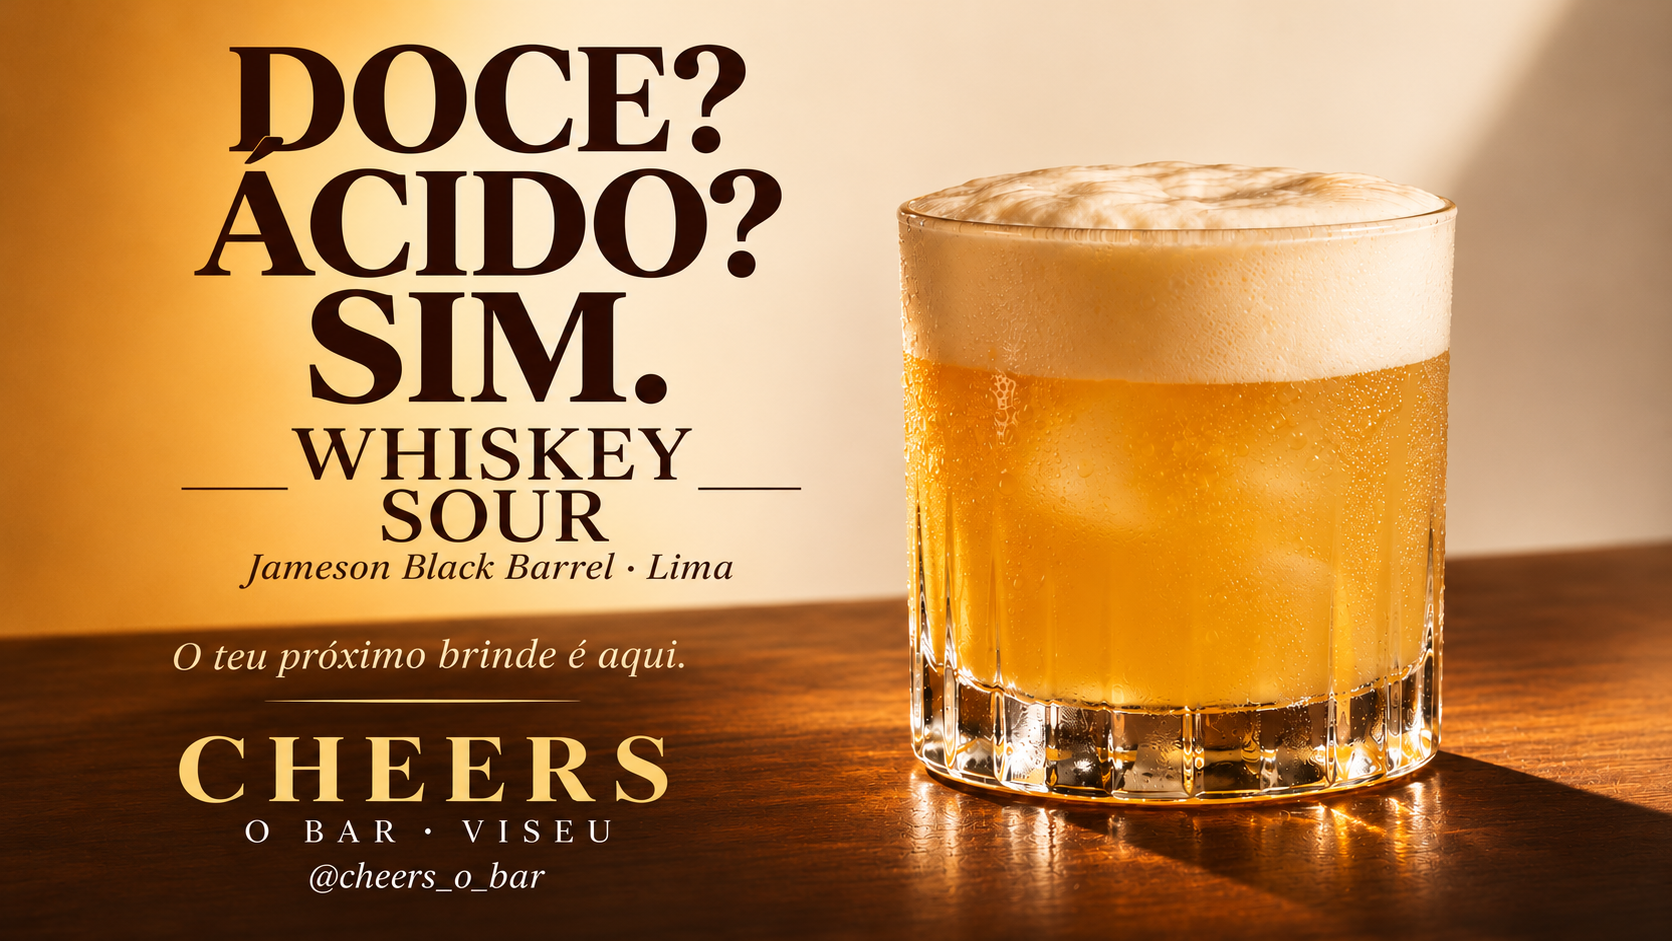 DOCE?
ÁCIDO?
SIM.
WHISKEY
SOUR
Jameson Black Barrel · Lima
O teu próximo brinde é aqui.
CHEERS
O BAR · VISEU
@cheers_o_bar